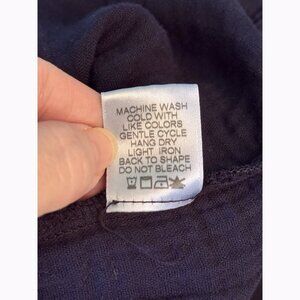 MACHINE WASH
COLD WITH
LIKE COLORS
GENTLE CYCLE
HANG DRY
LIGHT IRON
BACK TO SHAPE
DO NOT BLEACH